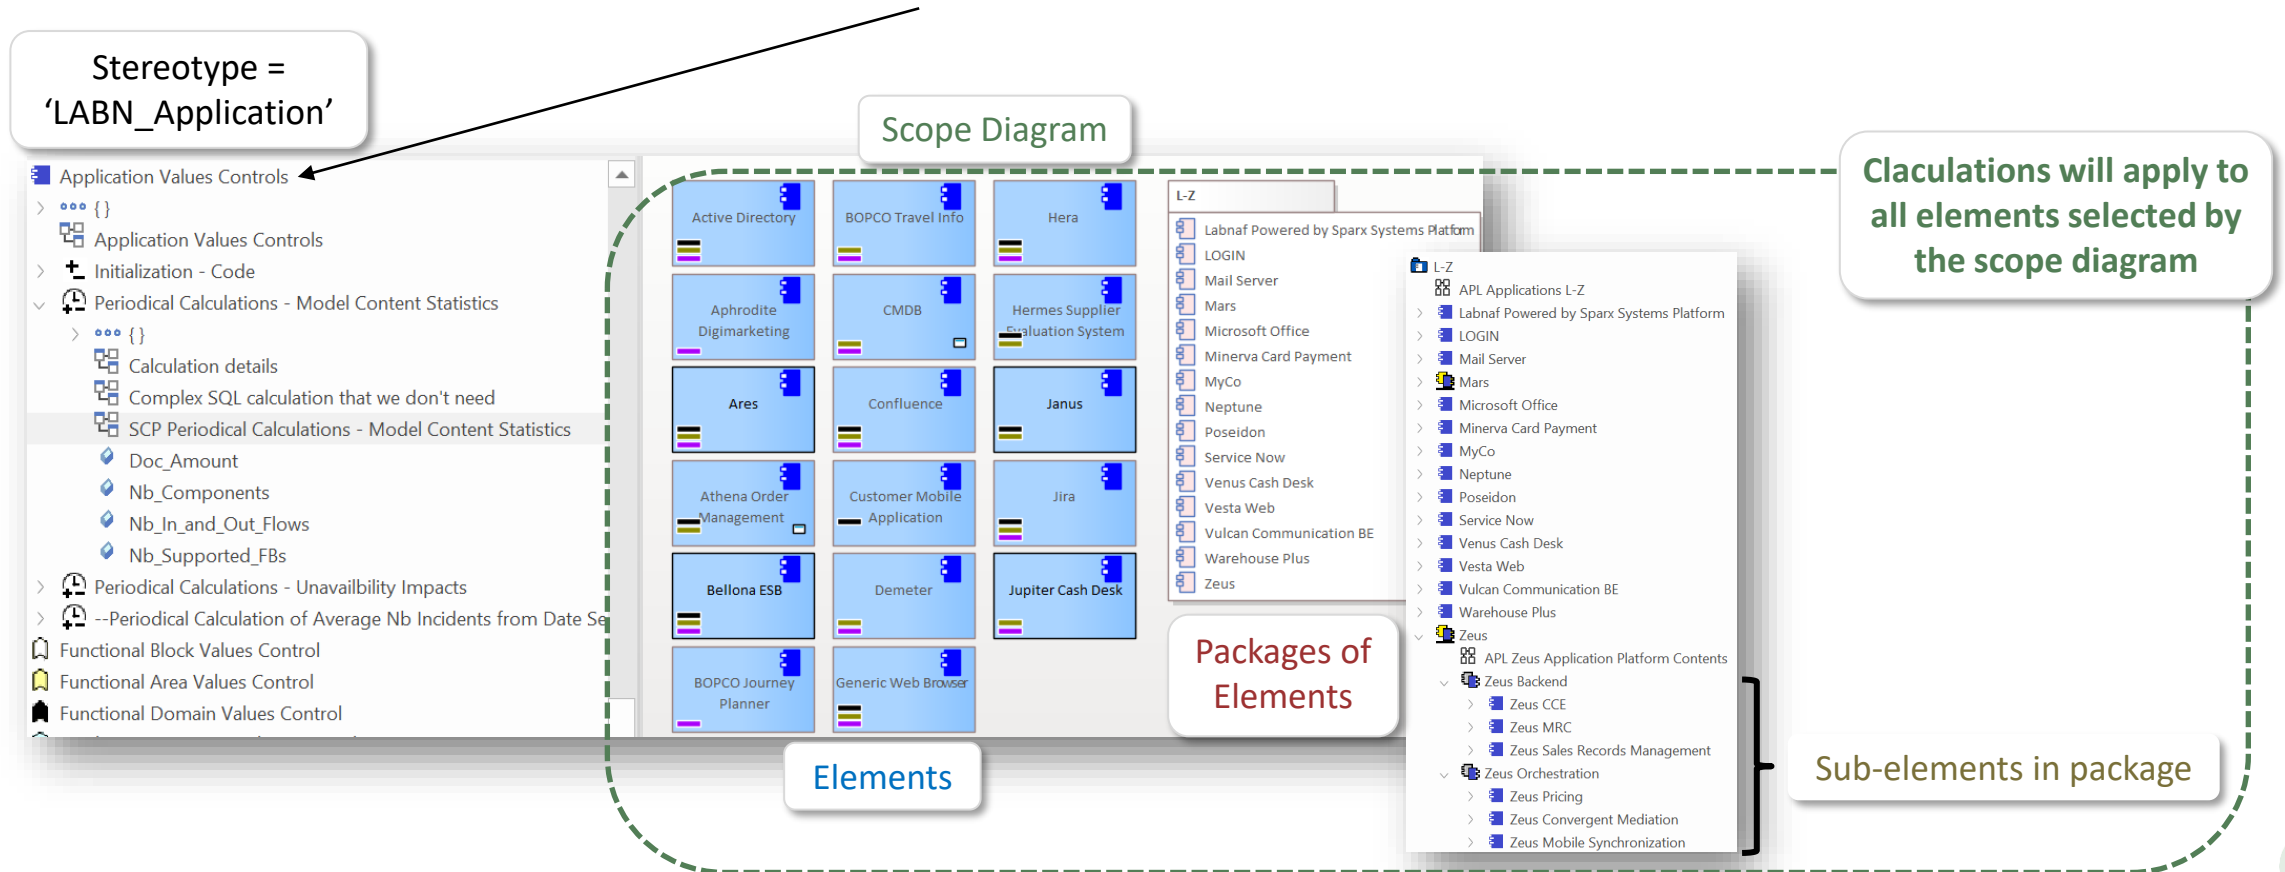 Stereotype =
‘LABN_Application’
Scope Diagram
Claculations will apply to
all elements selected by
the scope diagram
Application Values Controls
{ }
Application Values Controls
Initialization - Code
Periodical Calculations - Model Content Statistics
{ }
Calculation details
Complex SQL calculation that we don't need
SCP Periodical Calculations - Model Content Statistics
Doc_Amount
Nb_Components
Nb_In_and_Out_Flows
Nb_Supported_FBs
Periodical Calculations - Unavailbility Impacts
--Periodical Calculation of Average Nb Incidents from Date Se
Functional Block Values Control
Functional Area Values Control
Functional Domain Values Control
Active Directory
BOPCO Travel Info
Hera
Aphrodite
Digimarketing
CMDB
Hermes Supplier
Evaluation System
Ares
Confluence
Janus
Athena Order
Management
Customer Mobile
Application
Jira
Bellona ESB
Demeter
Jupiter Cash Desk
BOPCO Journey
Planner
Generic Web Browser
L-Z
Labnaf Powered by Sparx Systems Platfom
LOGIN
Mail Server
Mars
Microsoft Office
Minerva Card Payment
MyCo
Neptune
Poseidon
Service Now
Venus Cash Desk
Vesta Web
Vulcan Communication BE
Warehouse Plus
Zeus
L-Z
APL Applications L-Z
Labnaf Powered by Sparx Systems Platform
LOGIN
Mail Server
Mars
Microsoft Office
Minerva Card Payment
MyCo
Neptune
Poseidon
Service Now
Venus Cash Desk
Vesta Web
Vulcan Communication BE
Warehouse Plus
Zeus
APL Zeus Application Platform Contents
Zeus Backend
Zeus CCE
Zeus MRC
Zeus Sales Records Management
Zeus Orchestration
Zeus Pricing
Zeus Convergent Mediation
Zeus Mobile Synchronization
Packages of
Elements
Elements
Sub-elements in package